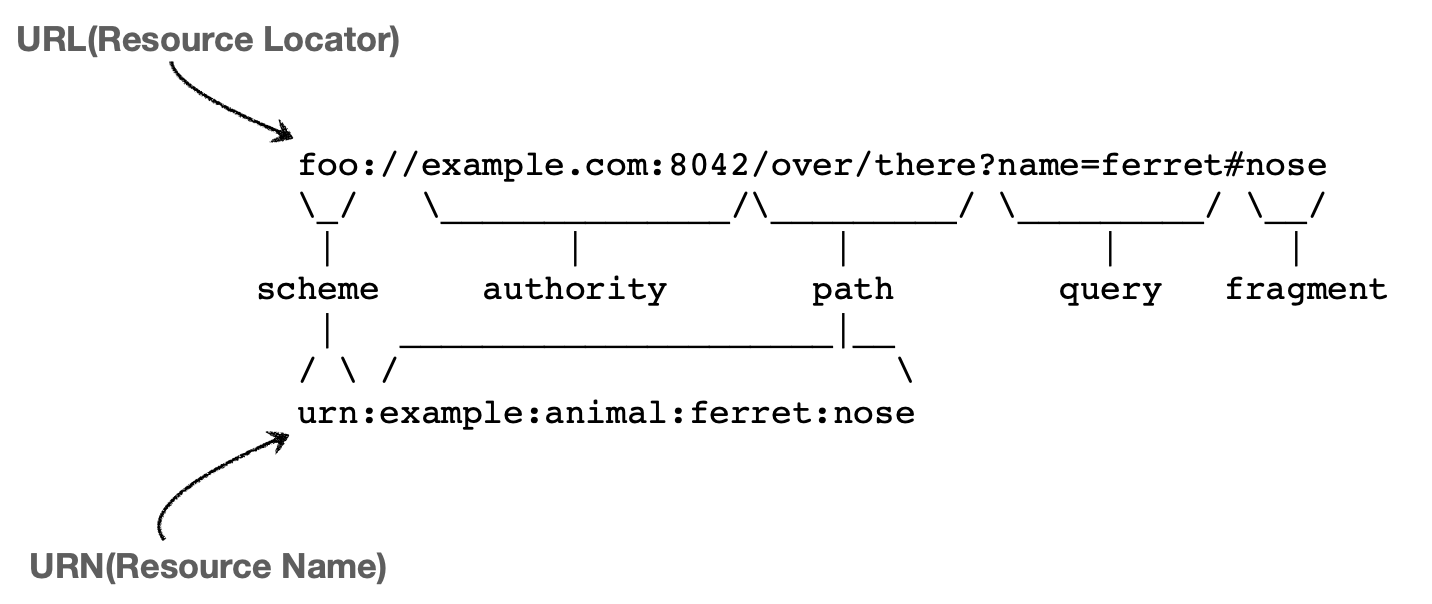 URL(Resource Locator)
foo://example.com:8042/over/there?name=ferret#nose
scheme authority path query fragment
urn:example:animal:ferret:nose
URN(Resource Name)